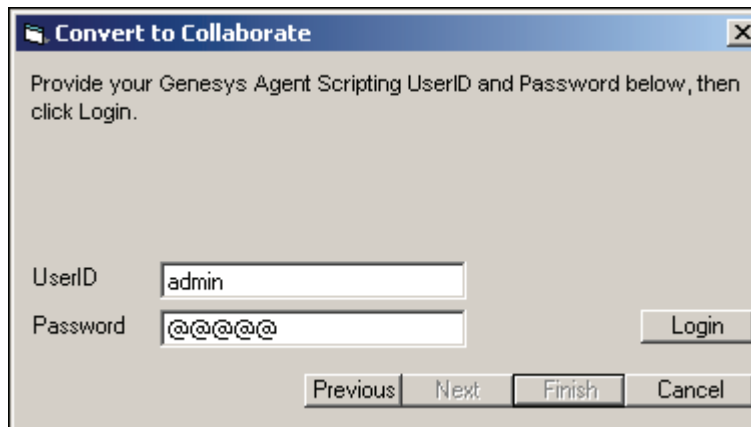 Convert to Collaborate
Provide your Genesys Agent Scripting UserID and Password below, then
click Login.
UserID
admin
Password
@@@@@
Login
Previous
Next
Finish
Cancel